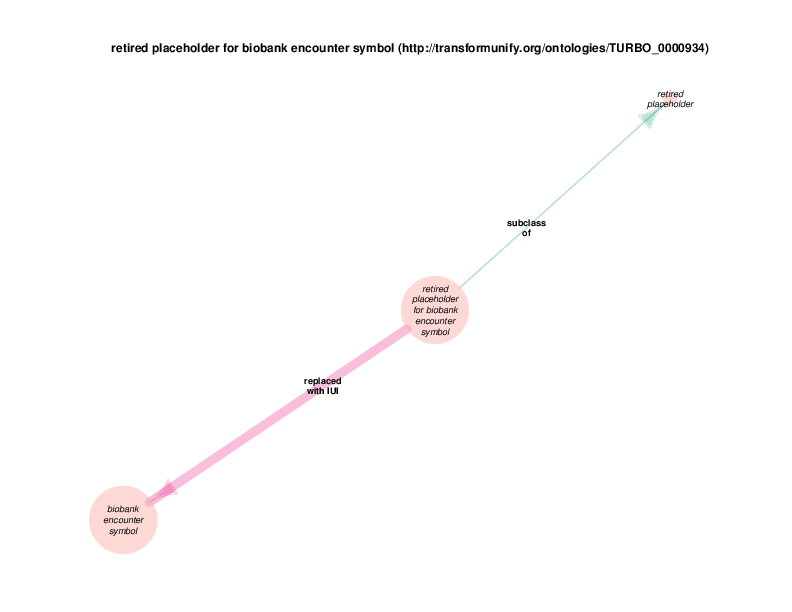 retired placeholder for biobank encounter symbol (http://transformunify.org/ontologies/TURBO_0000934)
retired
placeholder
subclass
of
retired
placeholder
for biobank
encounter
symbol
replaced
with IUI
biobank
encounter
symbol